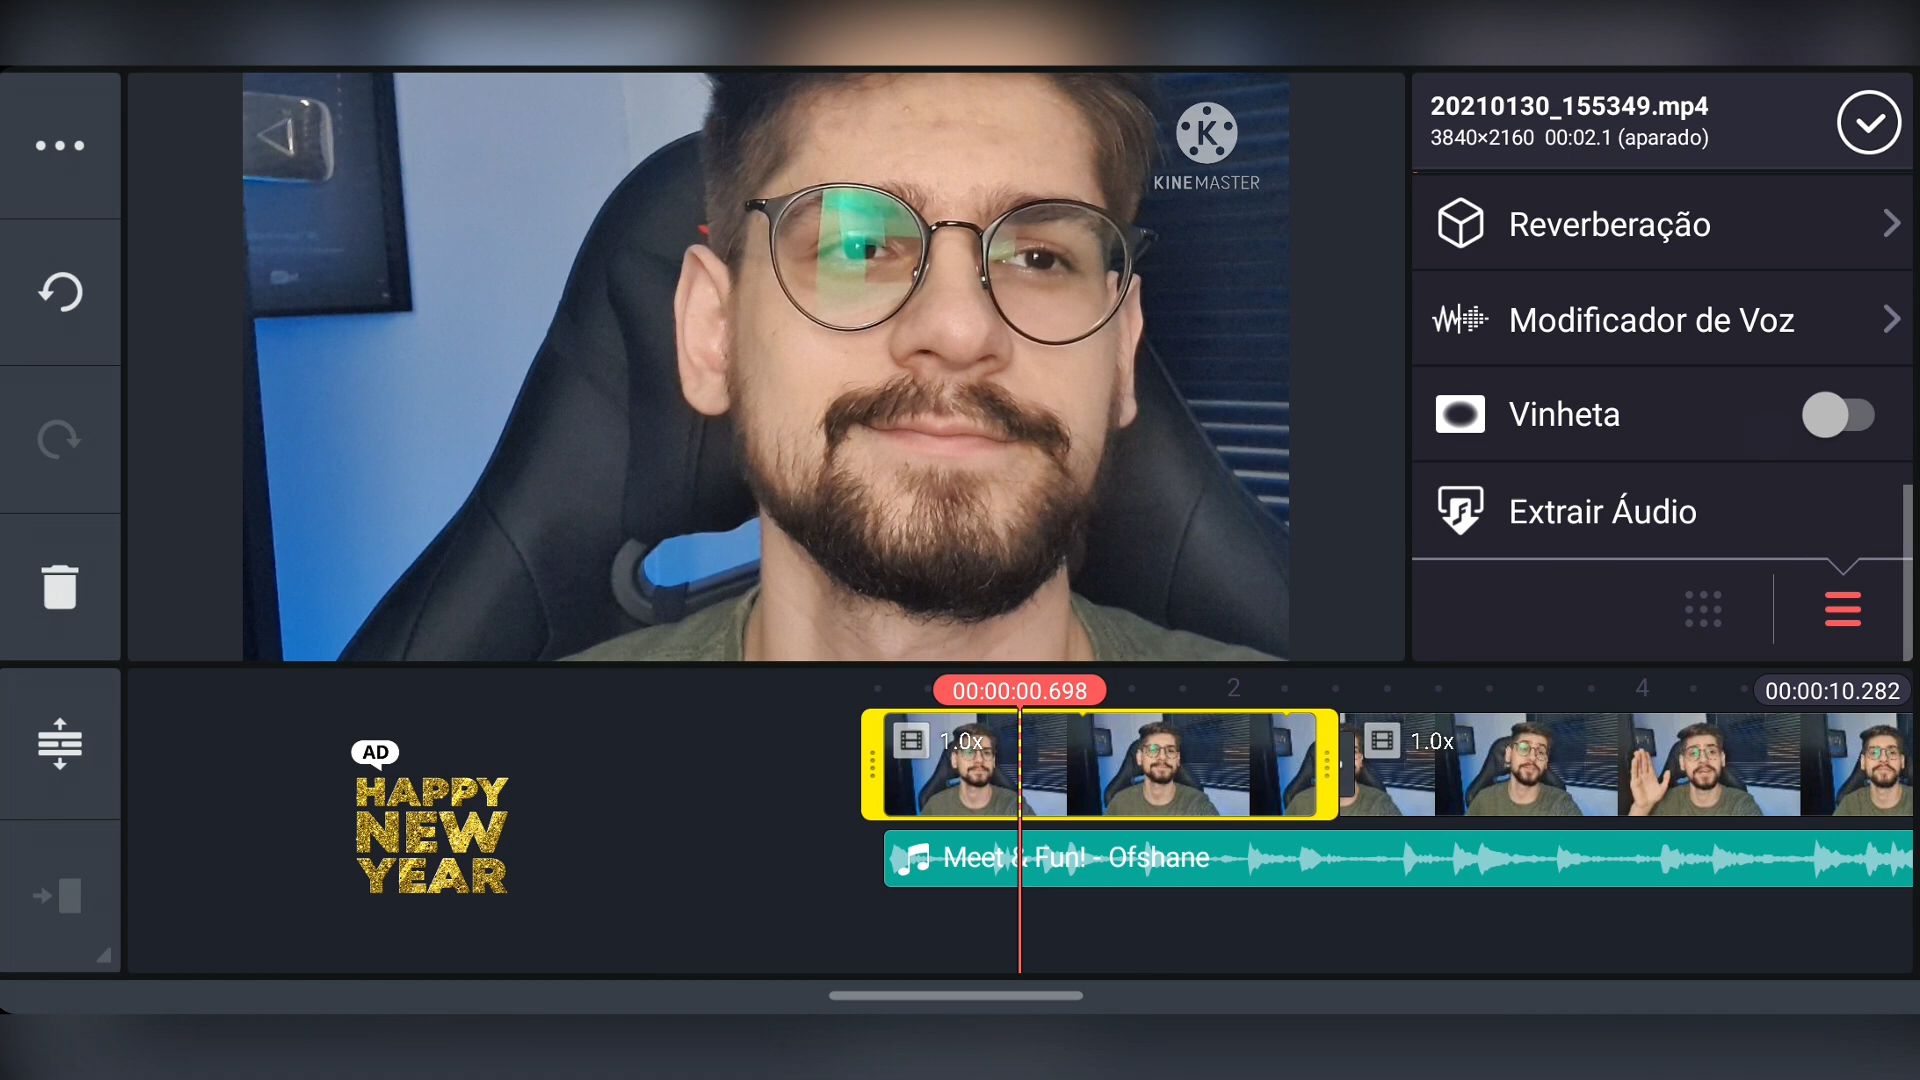 K
KINEMASTER
20210130_155349.mp4
3840×2160 00:02.1 (aparado)
Reverberação
Modificador de Voz
Vinheta
Extrair Áudio
00:00:00.698
2
4
00:00:10.282
1.0x
1.0x
AD
HAPPY
NEW
YEAR
Meet & Fun! - Ofshane